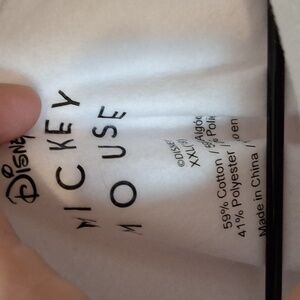 Disney
MICKEY
MOUSE
©DISNEY
XXL
59% Cotton /
41% Polyester /
Made in China /